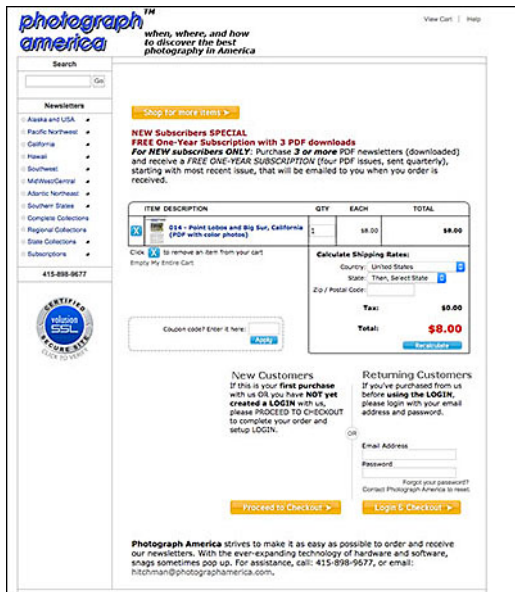 photograph america™
when, where, and how
to discover the best
photography in America
View Cart | Help
Search
Go
Newsletters
Alaska and USA
Pacific Northwest
California
Hawaii
Southwest
MidWest/Central
Atlantic Northeast
Southern States
Complete Collections
Regional Collections
State Collections
Subscriptions
415-898-9677
CERTIFIED
volusion
SSL
SECURE SITE
CLICK TO VERIFY
Shop for more items >
NEW Subscribers SPECIAL
FREE One-Year Subscription with 3 PDF downloads
For NEW subscribers ONLY: Purchase 3 or more PDF newsletters (downloaded)
and receive a FREE ONE-YEAR SUBSCRIPTION (four PDF issues, sent quarterly),
starting with most recent issue, that will be emailed to you when you order is
received.
ITEM DESCRIPTION QTY EACH TOTAL
X 014 - Point Lobos and Big Sur, California 1 $8.00 $8.00
(PDF with color photos)
Click X to remove an item from your cart
Empty My Entire Cart
Calculate Shipping Rates:
Country: United States
State: Then, Select State
Zip / Postal Code:
Tax: $0.00
Total: $8.00
Recalculate
Coupon code? Enter it here:
Apply
New Customers
If this is your first purchase
with us OR you have NOT yet
created a LOGIN with us,
please PROCEED TO CHECKOUT
to complete your order and
setup LOGIN.
Proceed to Checkout >
OR
Returning Customers
If you've purchased from us
before using the LOGIN,
please login with your email
address and password.
Email Address
Password
Forgot your password?
Contact Photograph America to reset.
Login & Checkout >
Photograph America strives to make it as easy as possible to order and receive
our newsletters. With the ever-expanding technology of hardware and software,
snags sometimes pop up. For assistance, call: 415-898-9677, or email:
hitchman@photographamerica.com.